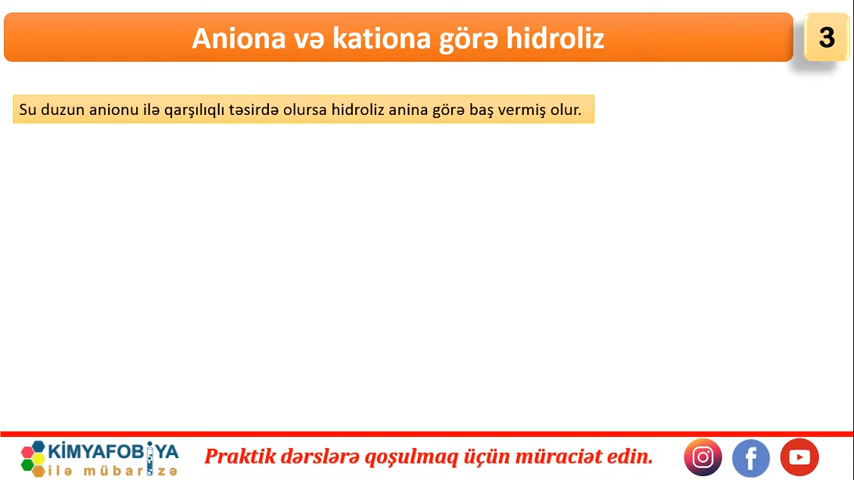 Aniona və kationa görə hidroliz
3
Su duzun anionu ilə qarşılıqlı təsirdə olursa hidroliz anina görə baş vermiş olur.
KİMYAFOBİYA
ilə mübarizə
Praktik dərslərə qoşulmaq üçün müraciət edin.